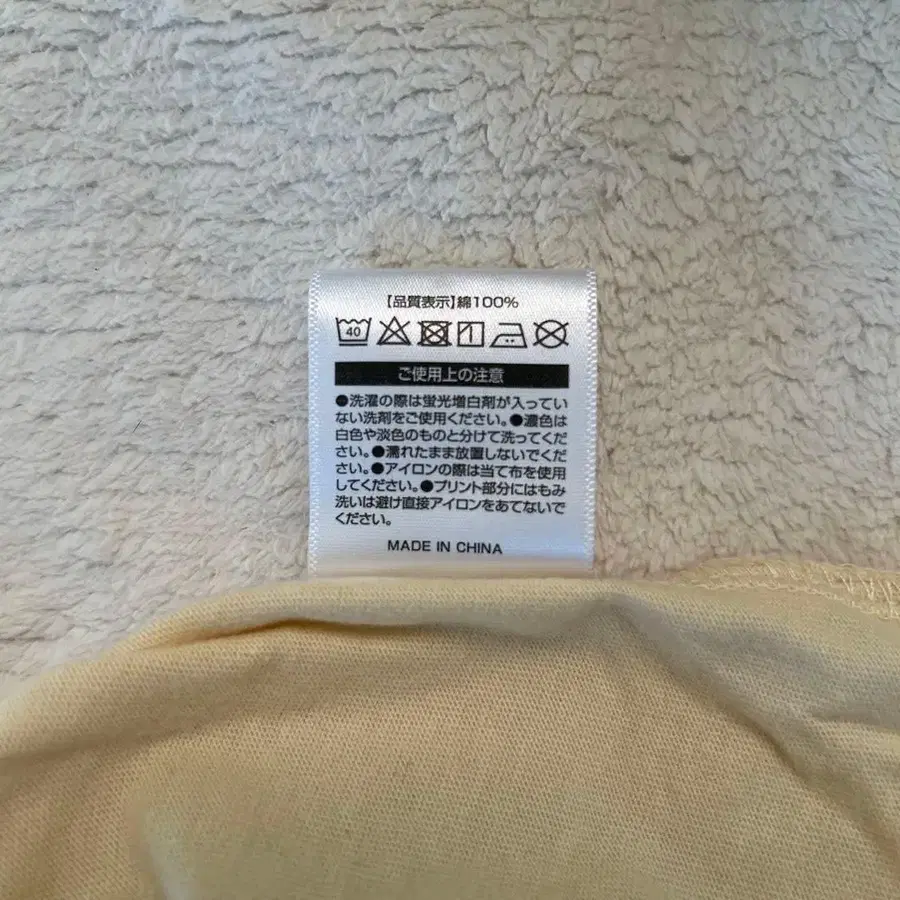 【品質表示】綿100%
40
ご使用上の注意
●洗濯の際は蛍光増白剤が入ってい
ない洗剤をご使用ください。●濃色は
白色や淡色のものと分けて洗ってくだ
さい。●濡れたまま放置しないでくだ
さい。●アイロンの際は当て布を使用
してください。●プリント部分にはもみ
洗いは避け直接アイロンをあてないで
ください。
MADE IN CHINA